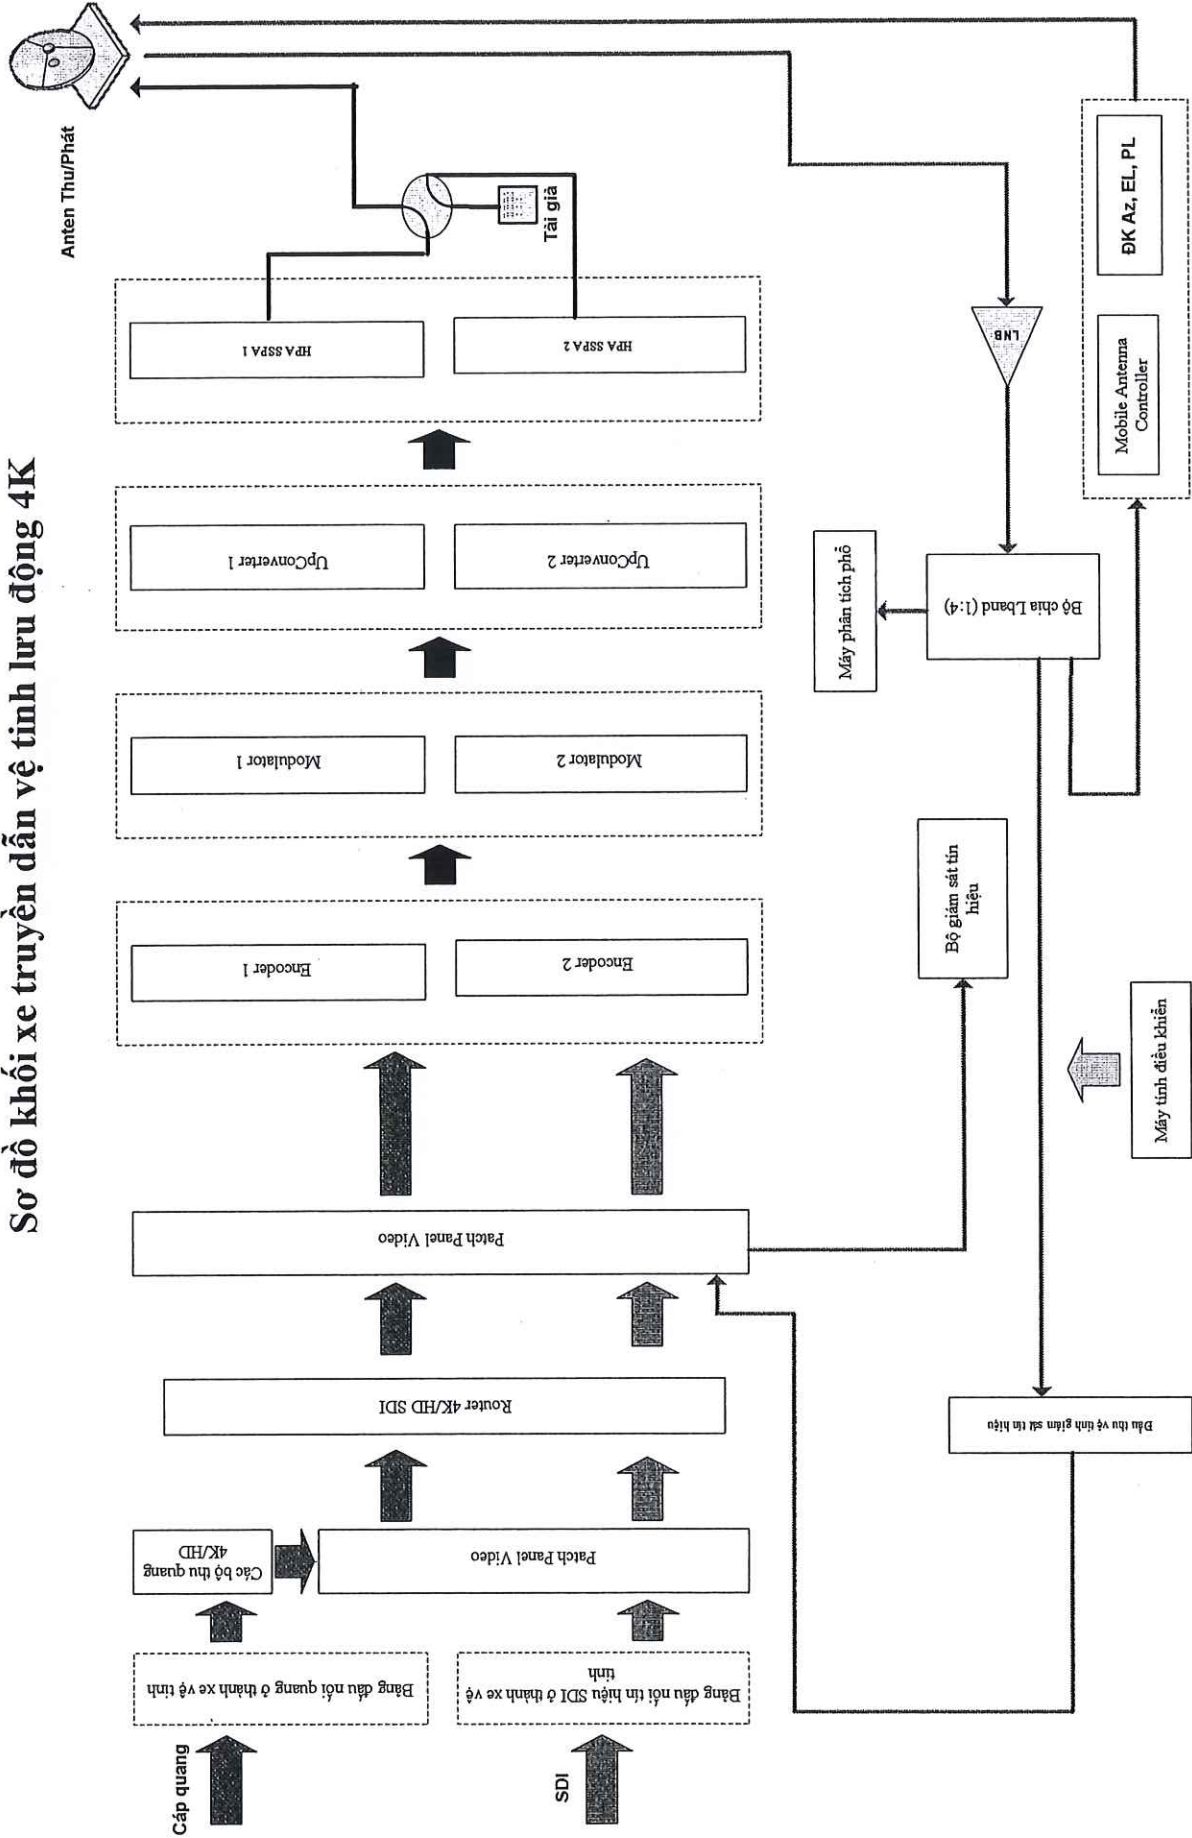 Sơ đồ khối xe truyền dẫn vệ tinh lưu động 4K
Cáp quang
SDI
Bảng đấu nối quang ở thành xe vệ tinh
Bảng đấu nối tín hiệu SDI ở thành xe vệ
tinh
Các bộ thu quang
4K/HD
Patch Panel Video
Router 4K/HD SDI
Patch Panel Video
Encoder 1
Encoder 2
Modulator 1
Modulator 2
UpConverter 1
UpConverter 2
HPA SSPA 1
HPA SSPA 2
Tải giả
Anten Thu/Phát
LNB
ĐK Az, EL, PL
Mobile Antenna
Controller
Bộ chia Lband (1:4)
Máy phân tích phổ
Bộ giám sát tín
hiệu
Máy tính điều khiển
Đầu thu vệ tinh giám sát tín hiệu